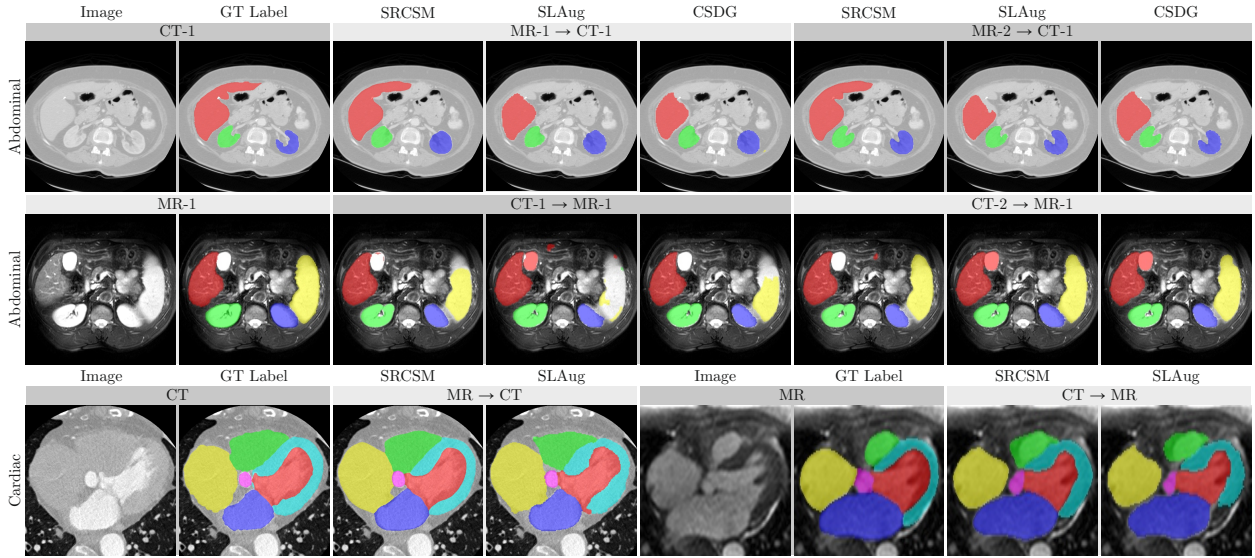 Image GT Label SRCSM SLAug CSDG SRCSM SLAug CSDG
CT-1 MR-1 → CT-1 MR-2 → CT-1
Abdominal
MR-1 CT-1 → MR-1 CT-2 → MR-1
Abdominal
Image GT Label SRCSM SLAug Image GT Label SRCSM SLAug
CT MR → CT MR CT → MR
Cardiac